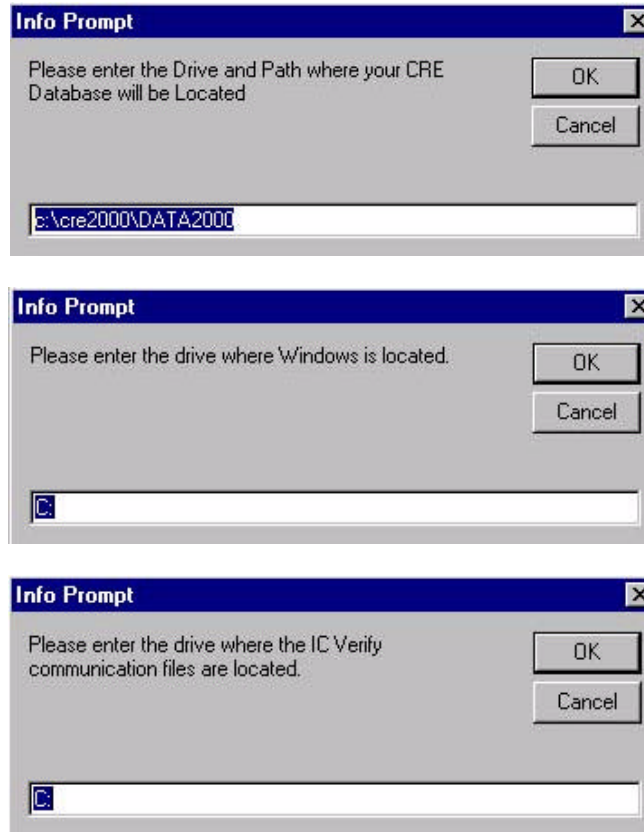 Info Prompt
Please enter the Drive and Path where your CRE
Database will be Located
OK
Cancel
c:\cre2000\DATA2000
Info Prompt
Please enter the drive where Windows is located.
OK
Cancel
C:
Info Prompt
Please enter the drive where the IC Verify
communication files are located.
OK
Cancel
C: